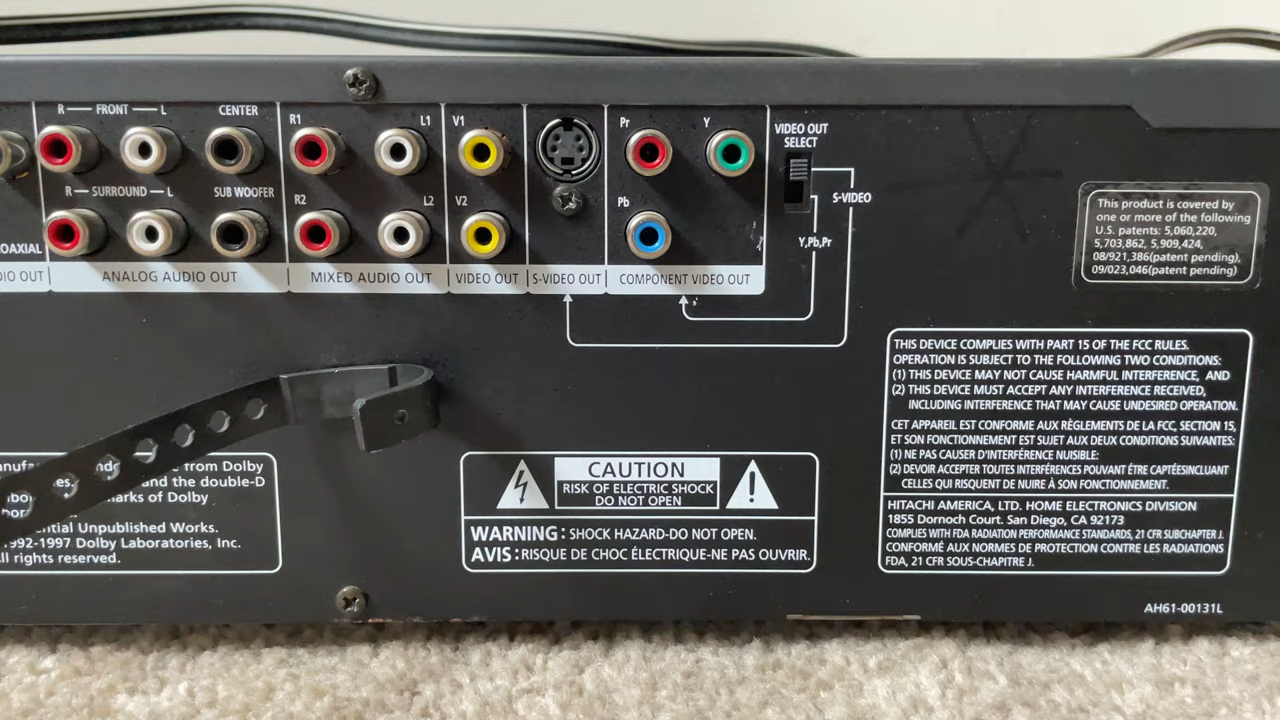 R FRONT L
CENTER
R SURROUND L
SUB WOOFER
OAXIAL
IO OUT
ANALOG AUDIO OUT
R1
L1
R2
L2
MIXED AUDIO OUT
V1
V2
VIDEO OUT
S-VIDEO OUT
Pr
Y
Pb
COMPONENT VIDEO OUT
VIDEO OUT
SELECT
S-VIDEO
Y,Pb,Pr
This product is covered by
one or more of the following
U.S. patents: 5,060,220,
5,703,862, 5,909,424,
08/921,386(patent pending),
09/023,046(patent pending)
THIS DEVICE COMPLIES WITH PART 15 OF THE FCC RULES.
OPERATION IS SUBJECT TO THE FOLLOWING TWO CONDITIONS:
(1) THIS DEVICE MAY NOT CAUSE HARMFUL INTERFERENCE, AND
(2) THIS DEVICE MUST ACCEPT ANY INTERFERENCE RECEIVED,
INCLUDING INTERFERENCE THAT MAY CAUSE UNDESIRED OPERATION.
CET APPAREIL EST CONFORME AUX RÈGLEMENTS DE LA FCC, SECTION 15,
ET SON FONCTIONNEMENT EST SUJET AUX DEUX CONDITIONS SUIVANTES:
(1) NE PAS CAUSER D'INTERFÉRENCE NUISIBLE:
(2) DEVOIR ACCEPTER TOUTES INTERFÉRENCES POUVANT ÊTRE CAPTÉESINCLUANT
CELLES QUI RISQUENT DE NUIRE À SON FONCTIONNEMENT.
HITACHI AMERICA, LTD. HOME ELECTRONICS DIVISION
1855 Dornoch Court. San Diego, CA 92173
COMPLIES WITH FDA RADIATION PERFORMANCE STANDARDS, 21 CFR SUBCHAPTER J.
CONFORMÉ AUX NORMES DE PROTECTION CONTRE LES RADIATIONS
FDA, 21 CFR SOUS-CHAPITRE J.
from Dolby
and the double-D
of Dolby
Unpublished Works.
1992-1997 Dolby Laboratories, Inc.
rights reserved.
CAUTION
RISK OF ELECTRIC SHOCK
DO NOT OPEN
WARNING: SHOCK HAZARD-DO NOT OPEN.
AVIS: RISQUE DE CHOC ÉLECTRIQUE-NE PAS OUVRIR.
AH61-00131L